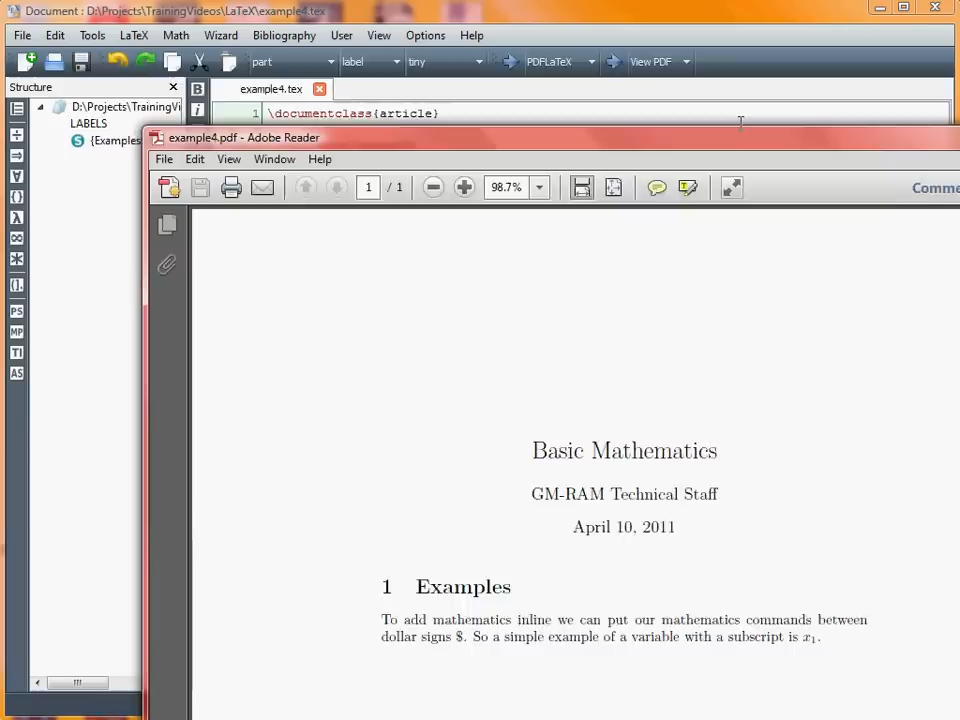 Document : D:\Projects\TrainingVideos\LaTeX\example4.tex
File Edit Tools LaTeX Math Wizard Bibliography User View Options Help
part label tiny PDFLaTeX View PDF
Structure
example4.tex
B
i
D:\Projects\TrainingVi
LABELS
S {Examples
1 \documentclass{article}
example4.pdf - Adobe Reader
File Edit View Window Help
1 / 1 98.7% Comme
PS
MP
TI
AS
Basic Mathematics
GM-RAM Technical Staff
April 10, 2011
1 Examples
To add mathematics inline we can put our mathematics commands between
dollar signs $. So a simple example of a variable with a subscript is x₁.